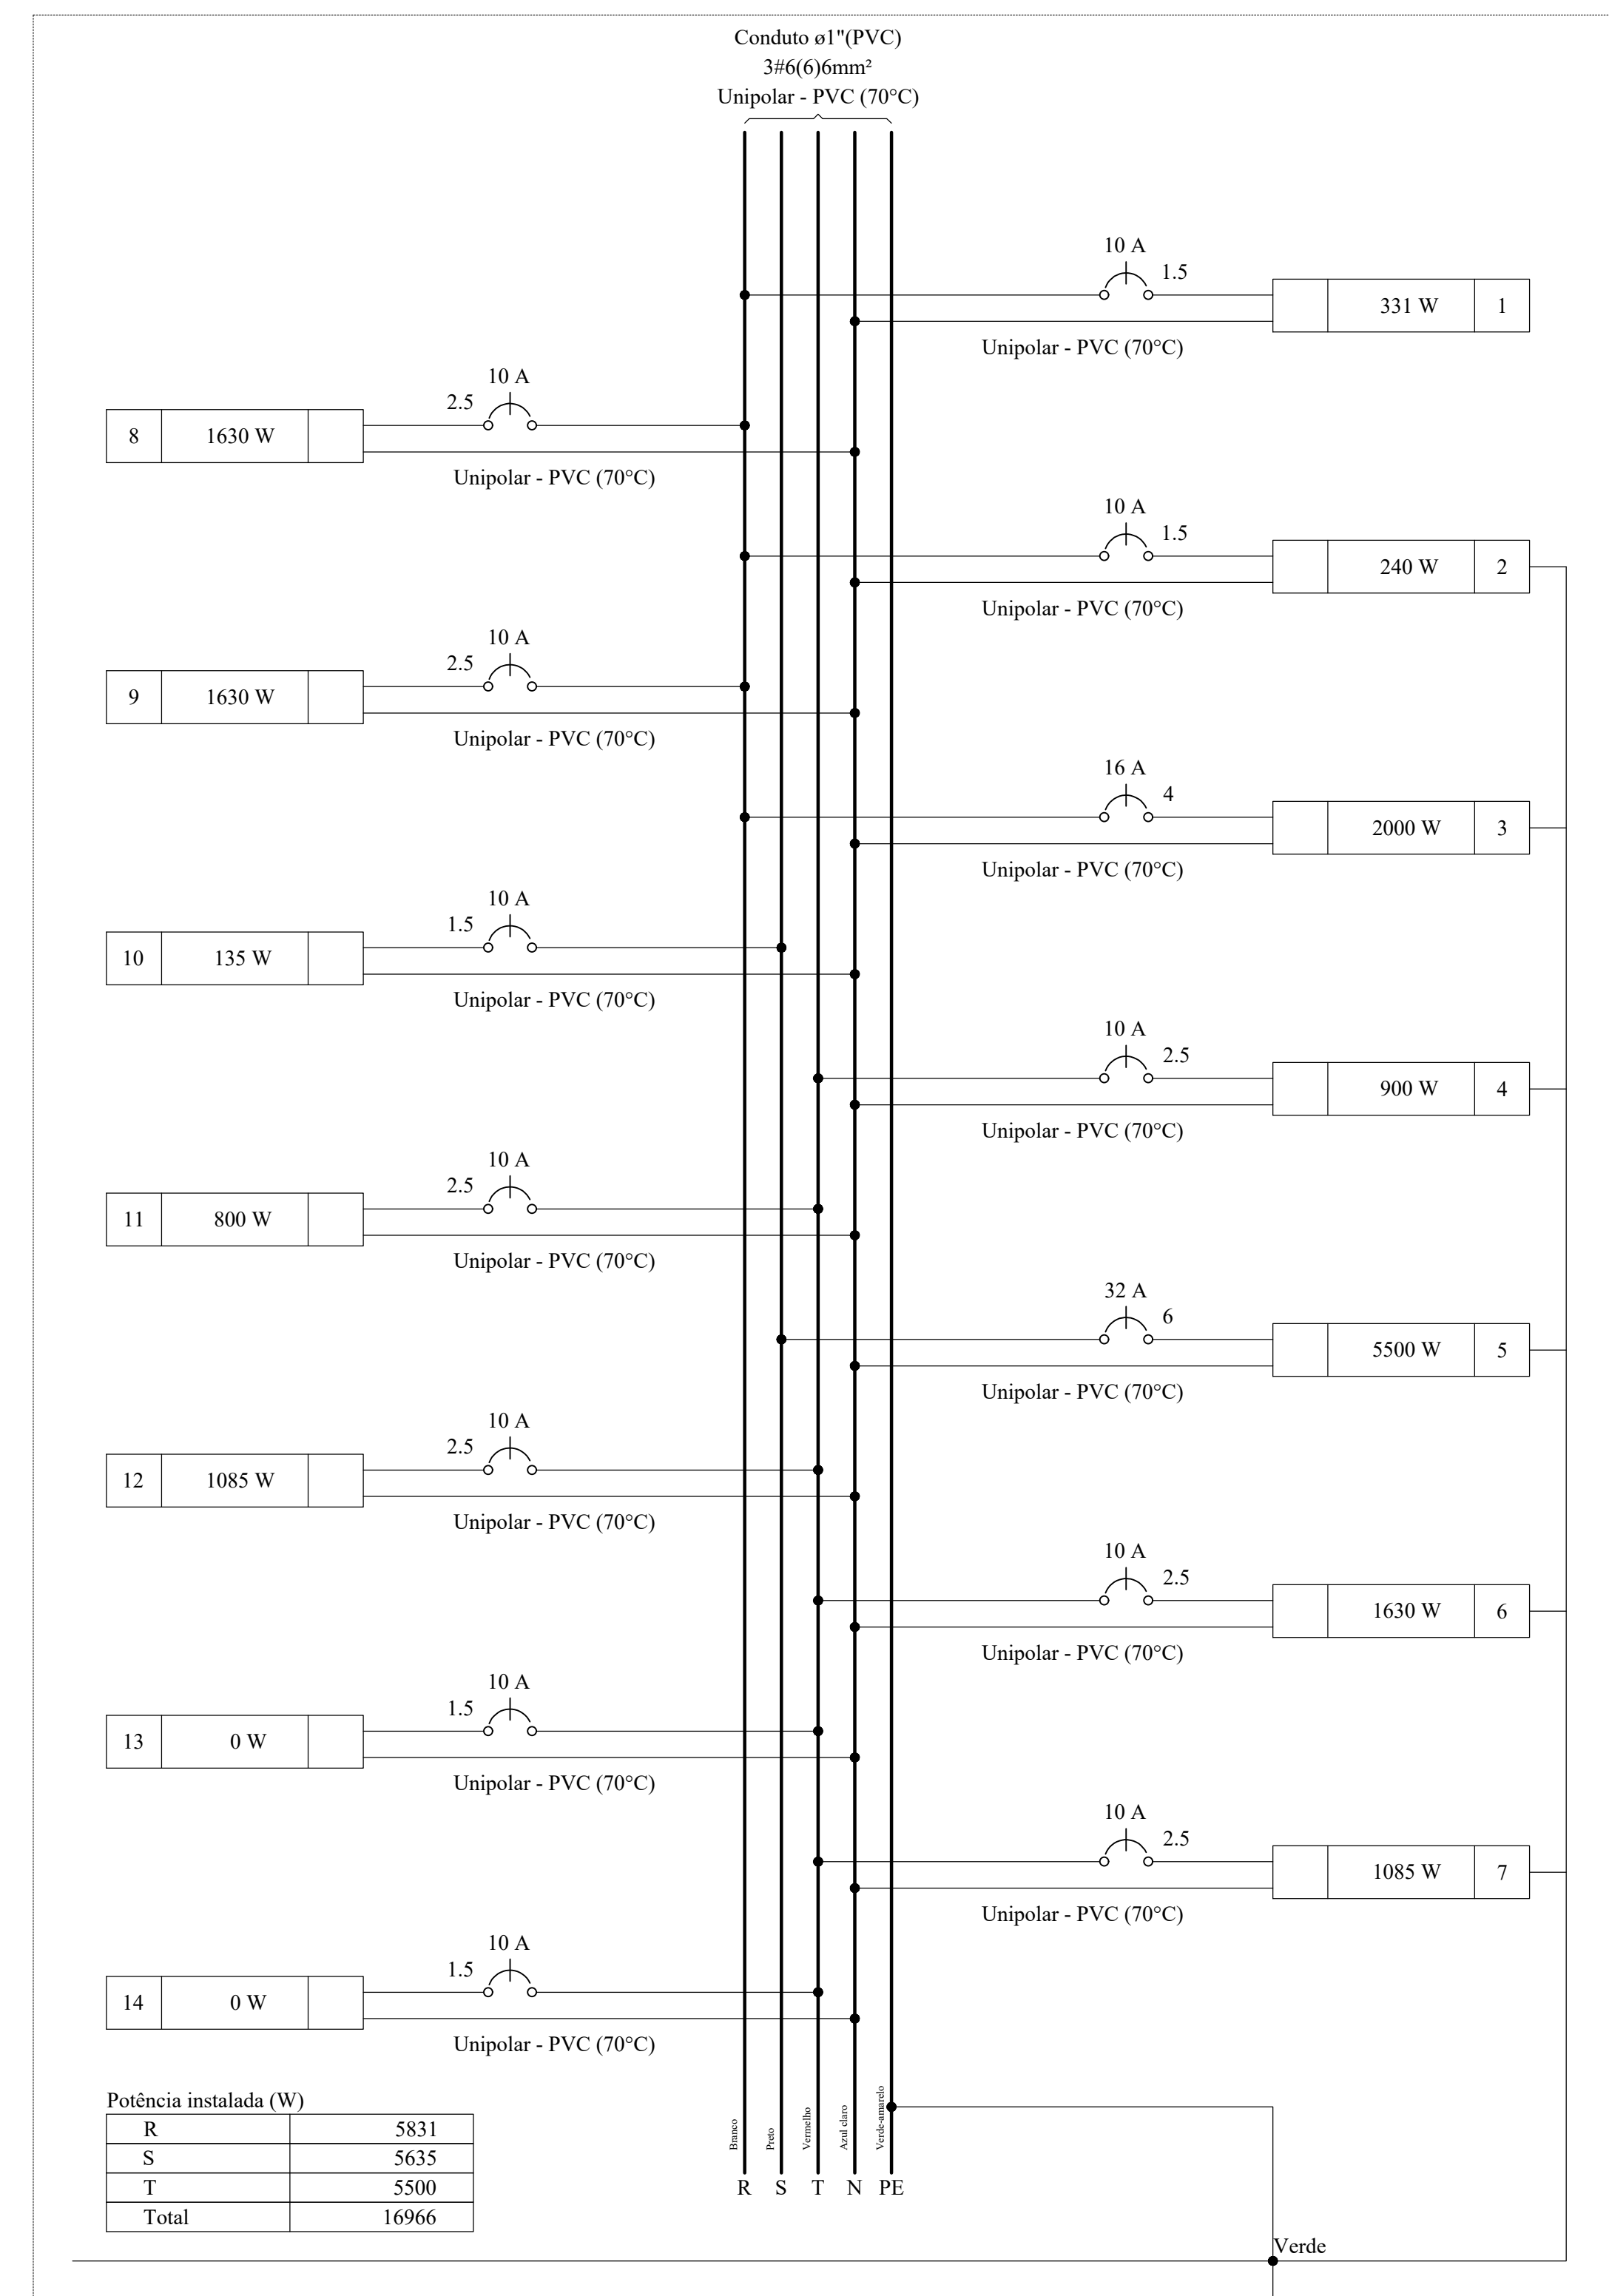 Conduto ø1"(PVC)
3#6(6)6mm²
Unipolar - PVC (70°C)
10 A
1.5
331 W 1
Unipolar - PVC (70°C)
10 A
2.5
8 1630 W
Unipolar - PVC (70°C)
10 A
1.5
240 W 2
Unipolar - PVC (70°C)
10 A
2.5
9 1630 W
Unipolar - PVC (70°C)
16 A
4
2000 W 3
Unipolar - PVC (70°C)
10 A
1.5
10 135 W
Unipolar - PVC (70°C)
10 A
2.5
900 W 4
Unipolar - PVC (70°C)
10 A
2.5
11 800 W
Unipolar - PVC (70°C)
32 A
6
5500 W 5
Unipolar - PVC (70°C)
10 A
2.5
12 1085 W
Unipolar - PVC (70°C)
10 A
2.5
1630 W 6
Unipolar - PVC (70°C)
10 A
1.5
13 0 W
Unipolar - PVC (70°C)
10 A
2.5
1085 W 7
Unipolar - PVC (70°C)
10 A
1.5
14 0 W
Unipolar - PVC (70°C)
Potência instalada (W)
R 5831
S 5635
T 5500
Total 16966
Branco
Preto
Vermelho
Azul claro
Verde-amarelo
R S T N PE
Verde